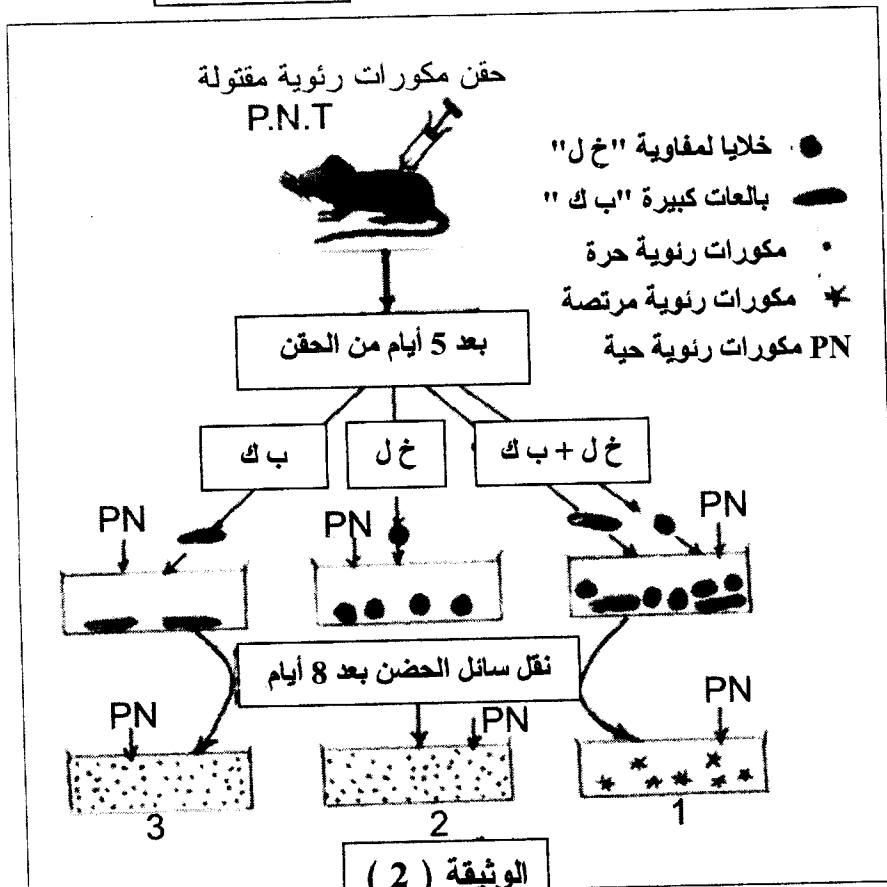 حقن مكورات رئوية مقتولة
P.N.T
خلايا لمفاوية "خ ل"
بالعات كبيرة "ب ك"
مكورات رئوية حرة
مكورات رئوية مرتصة
PN مكورات رئوية حية
بعد 5 أيام من الحقن
خ ل + ب ك
خ ل
ب ك
PN
PN
PN
نقل سائل الحضن بعد 8 أيام
PN
PN
PN
1
2
3
الوثيقة ( 2 )